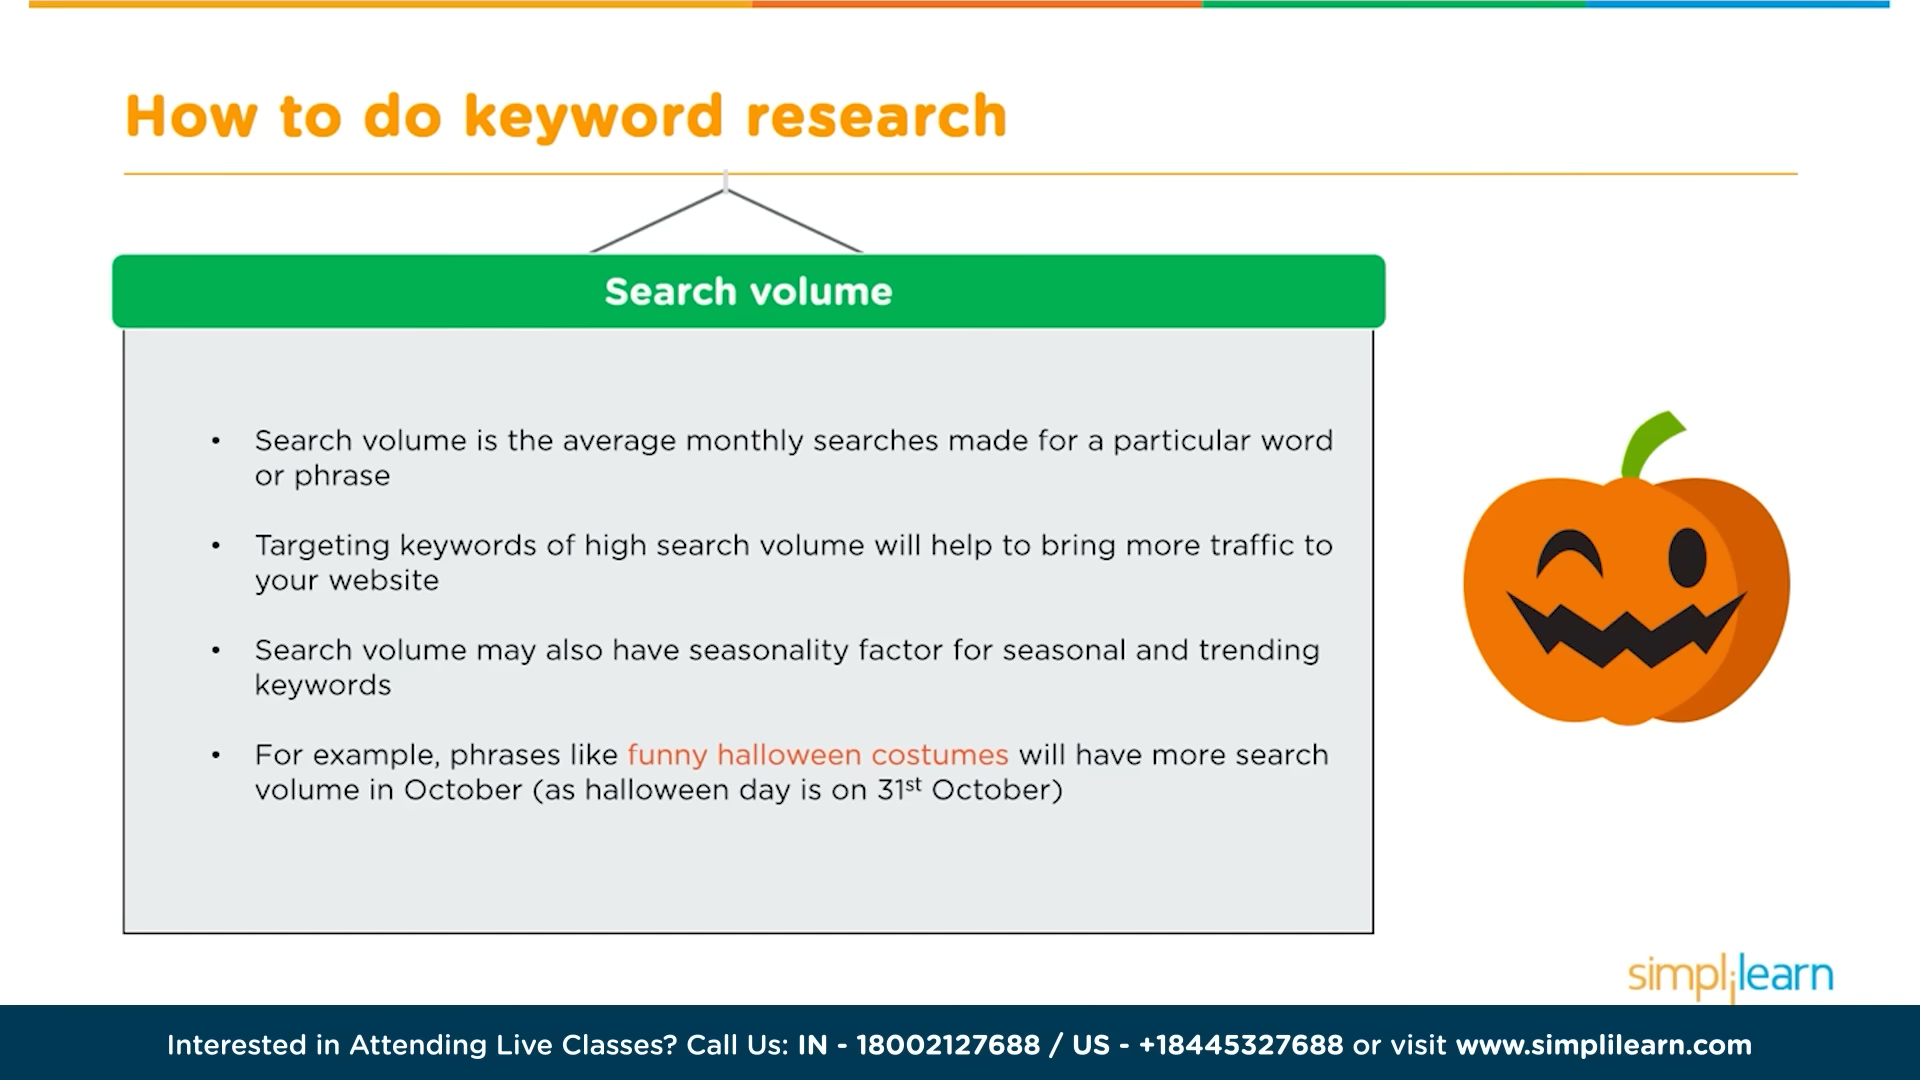 How to do keyword research
Search volume
• Search volume is the average monthly searches made for a particular word
or phrase
• Targeting keywords of high search volume will help to bring more traffic to
your website
• Search volume may also have seasonality factor for seasonal and trending
keywords
• For example, phrases like funny halloween costumes will have more search
volume in October (as halloween day is on 31st October)
simplilearn
Interested in Attending Live Classes? Call Us: IN - 18002127688 / US - +18445327688 or visit www.simplilearn.com